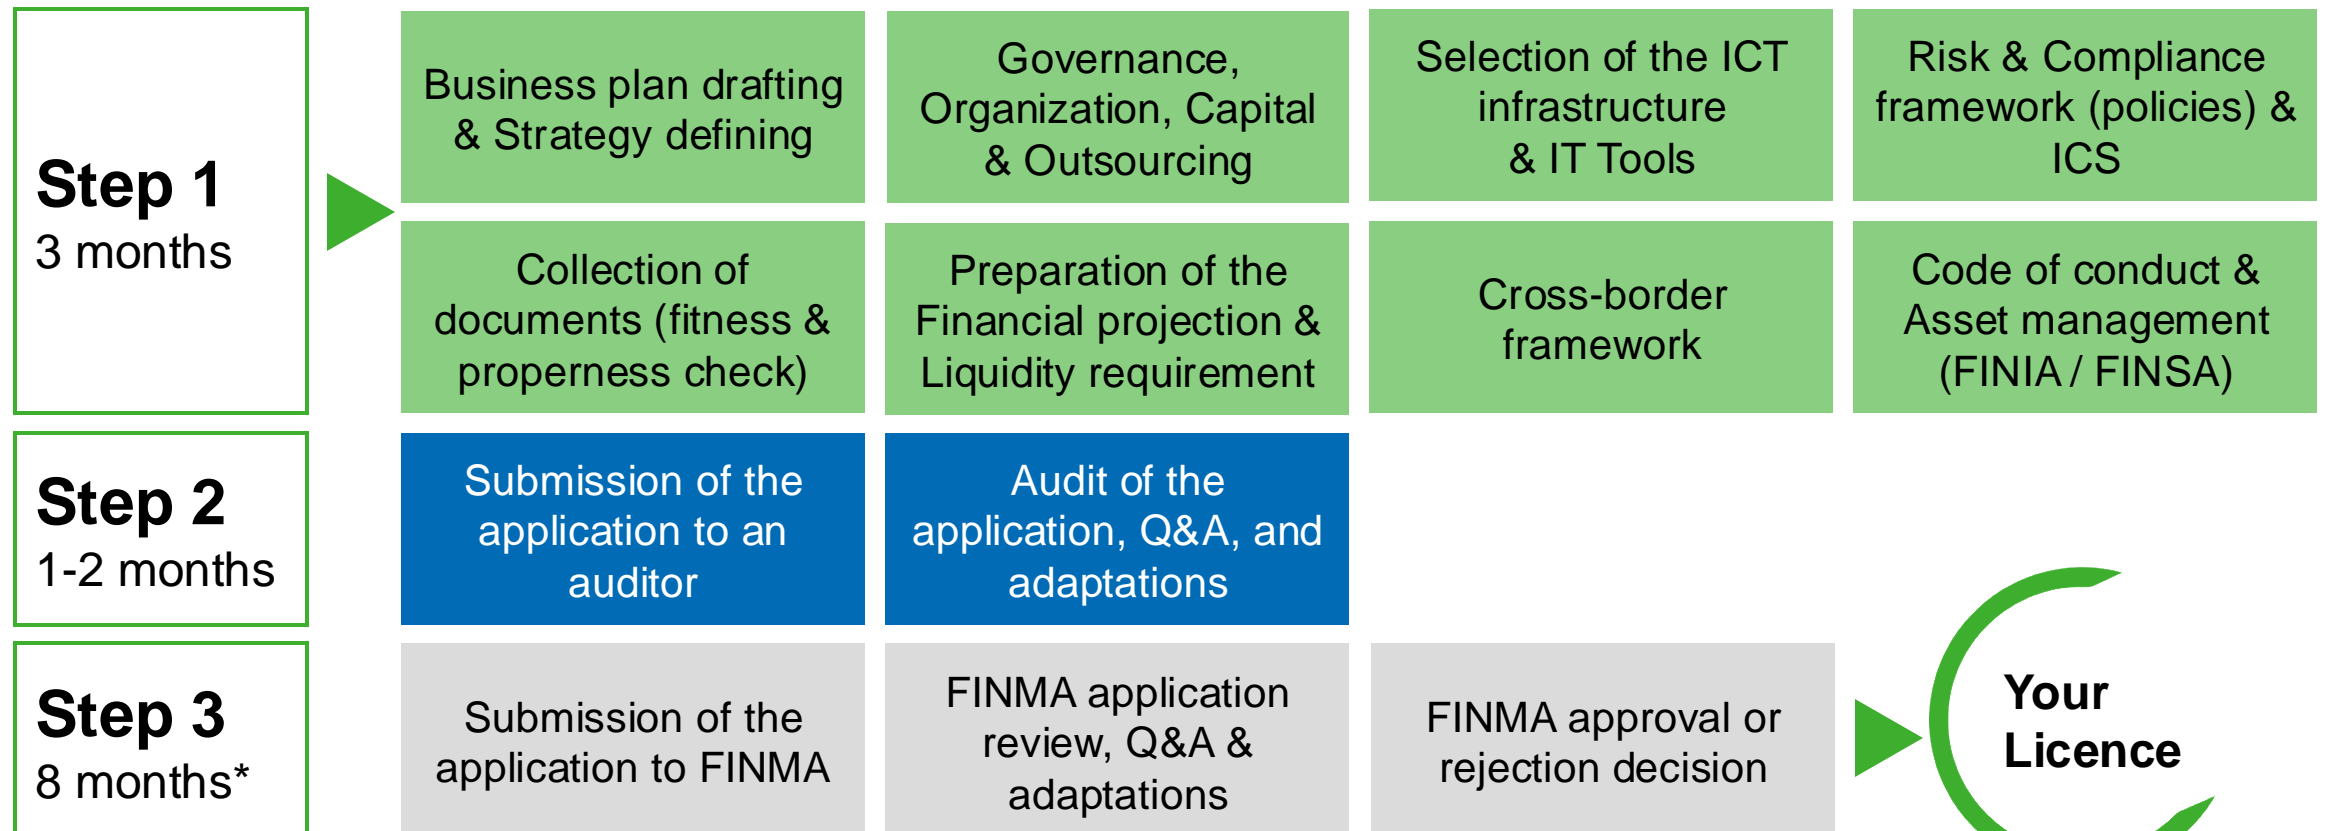 Step 1
3 months
Business plan drafting
& Strategy defining
Governance,
Organization, Capital
& Outsourcing
Selection of the ICT
infrastructure
& IT Tools
Risk & Compliance
framework (policies) &
ICS
Collection of
documents (fitness &
properness check)
Preparation of the
Financial projection &
Liquidity requirement
Cross-border
framework
Code of conduct &
Asset management
(FINIA / FINSA)
Step 2
1-2 months
Submission of the
application to an
auditor
Audit of the
application, Q&A, and
adaptations
Step 3
8 months*
Submission of the
application to FINMA
FINMA application
review, Q&A &
adaptations
FINMA approval or
rejection decision
Your
Licence